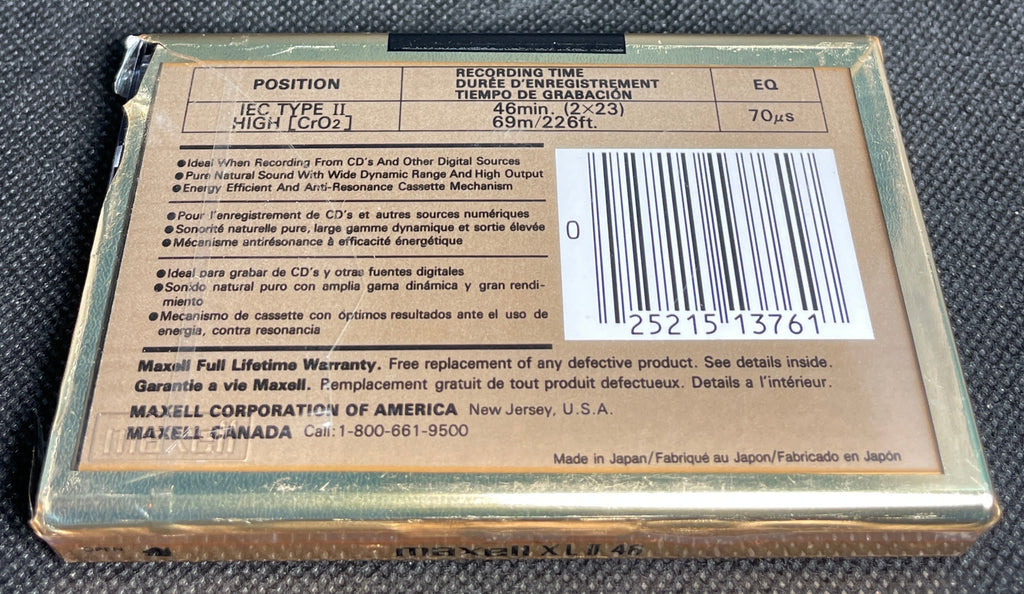 POSITION
RECORDING TIME
DURÉE D'ENREGISTREMENT
TIEMPO DE GRABACIÓN
EQ
IEC TYPE II
HIGH [CrO2]
46min. (2×23)
69m/226ft.
70μs
●Ideal When Recording From CD's And Other Digital Sources
●Pure Natural Sound With Wide Dynamic Range And High Output
●Energy Efficient And Anti-Resonance Cassette Mechanism
●Pour l'enregistrement de CD's et autres sources numériques
●Sonorité naturelle pure, large gamme dynamique et sortie élevée
●Mécanisme antirésonance à efficacité énergétique
●Ideal para grabar de CD's y otras fuentes digitales
●Sonido natural puro con amplia gama dinámica y gran rendi-
miento
●Mecanismo de cassette con óptimos resultados ante el uso de
energía, contra resonancia
0
25215 13761
Maxell Full Lifetime Warranty. Free replacement of any defective product. See details inside.
Garantie a vie Maxell. Remplacement gratuit de tout produit defectueux. Details a l'intérieur.
MAXELL CORPORATION OF AMERICA New Jersey, U.S.A.
MAXELL CANADA Call:1-800-661-9500
maxell
Made in Japan/Fabriqué au Japon/Fabricado en Japón
OPEN
maxell XL II 46